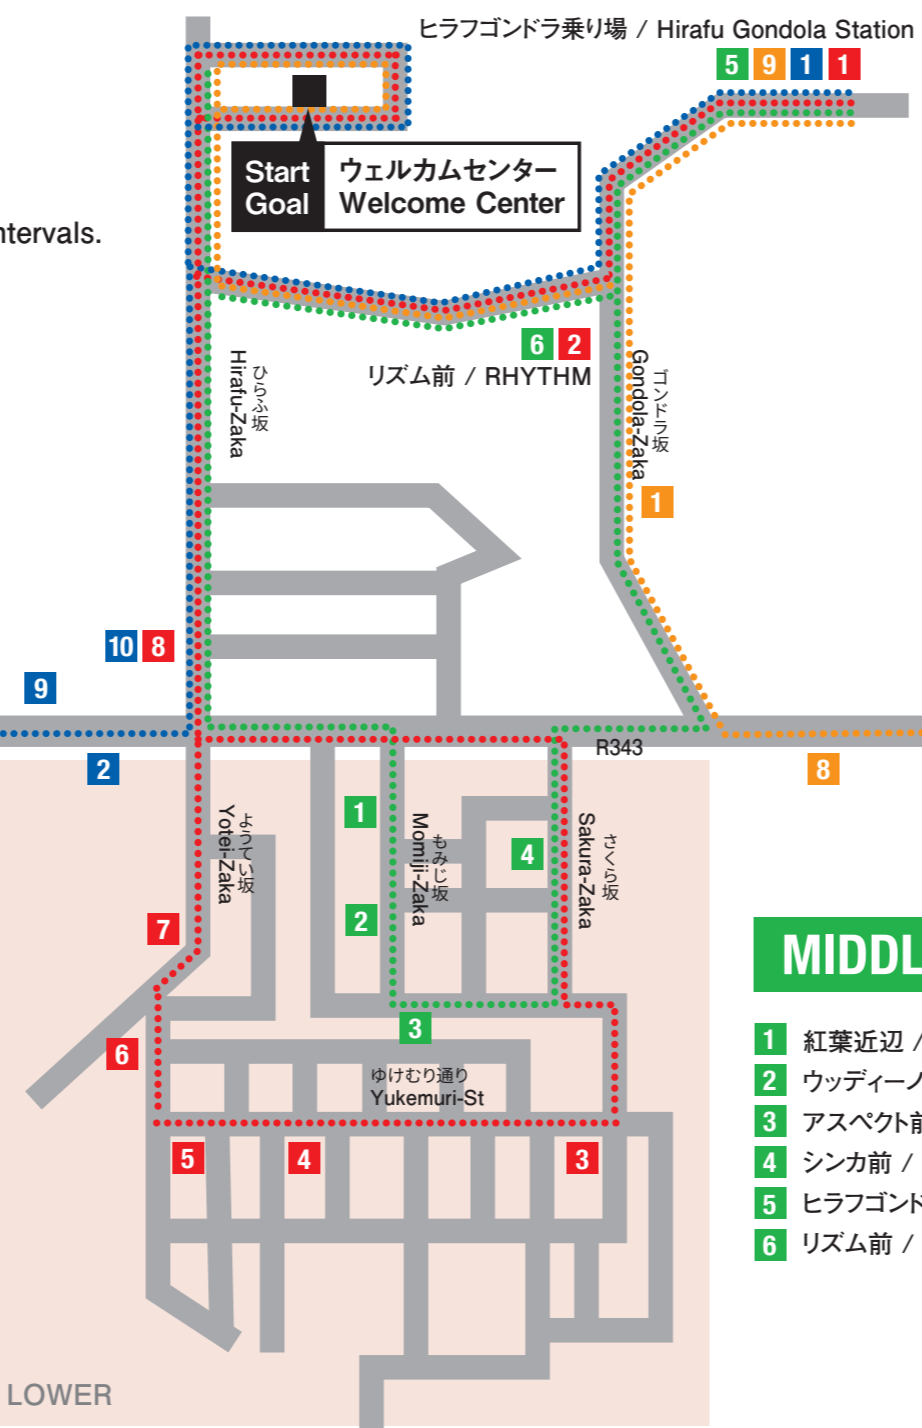 ヒラフゴンドラ乗り場 / Hirafu Gondola Station
5 9 1 1
Start
Goal
ウェルカムセンター
Welcome Center
ntervals.
6 2
リズム前 / RHYTHM
ひらふ坂
Hirafu-Zaka
ゴンドラ坂
Gondola-Zaka
1
10 8
9
2
R343
8
ようてい坂
Yotei-Zaka
1
もみじ坂
Momiji-Zaka
4
さくら坂
Sakura-Zaka
2
7
3
6
ゆけむり通り
Yukemuri-St
5
4
3
MIDDL
1 紅葉近辺 /
2 ウッディーノ
3 アスペクト前
4 シンカ前 /
5 ヒラフゴンド
6 リズム前 /
LOWER